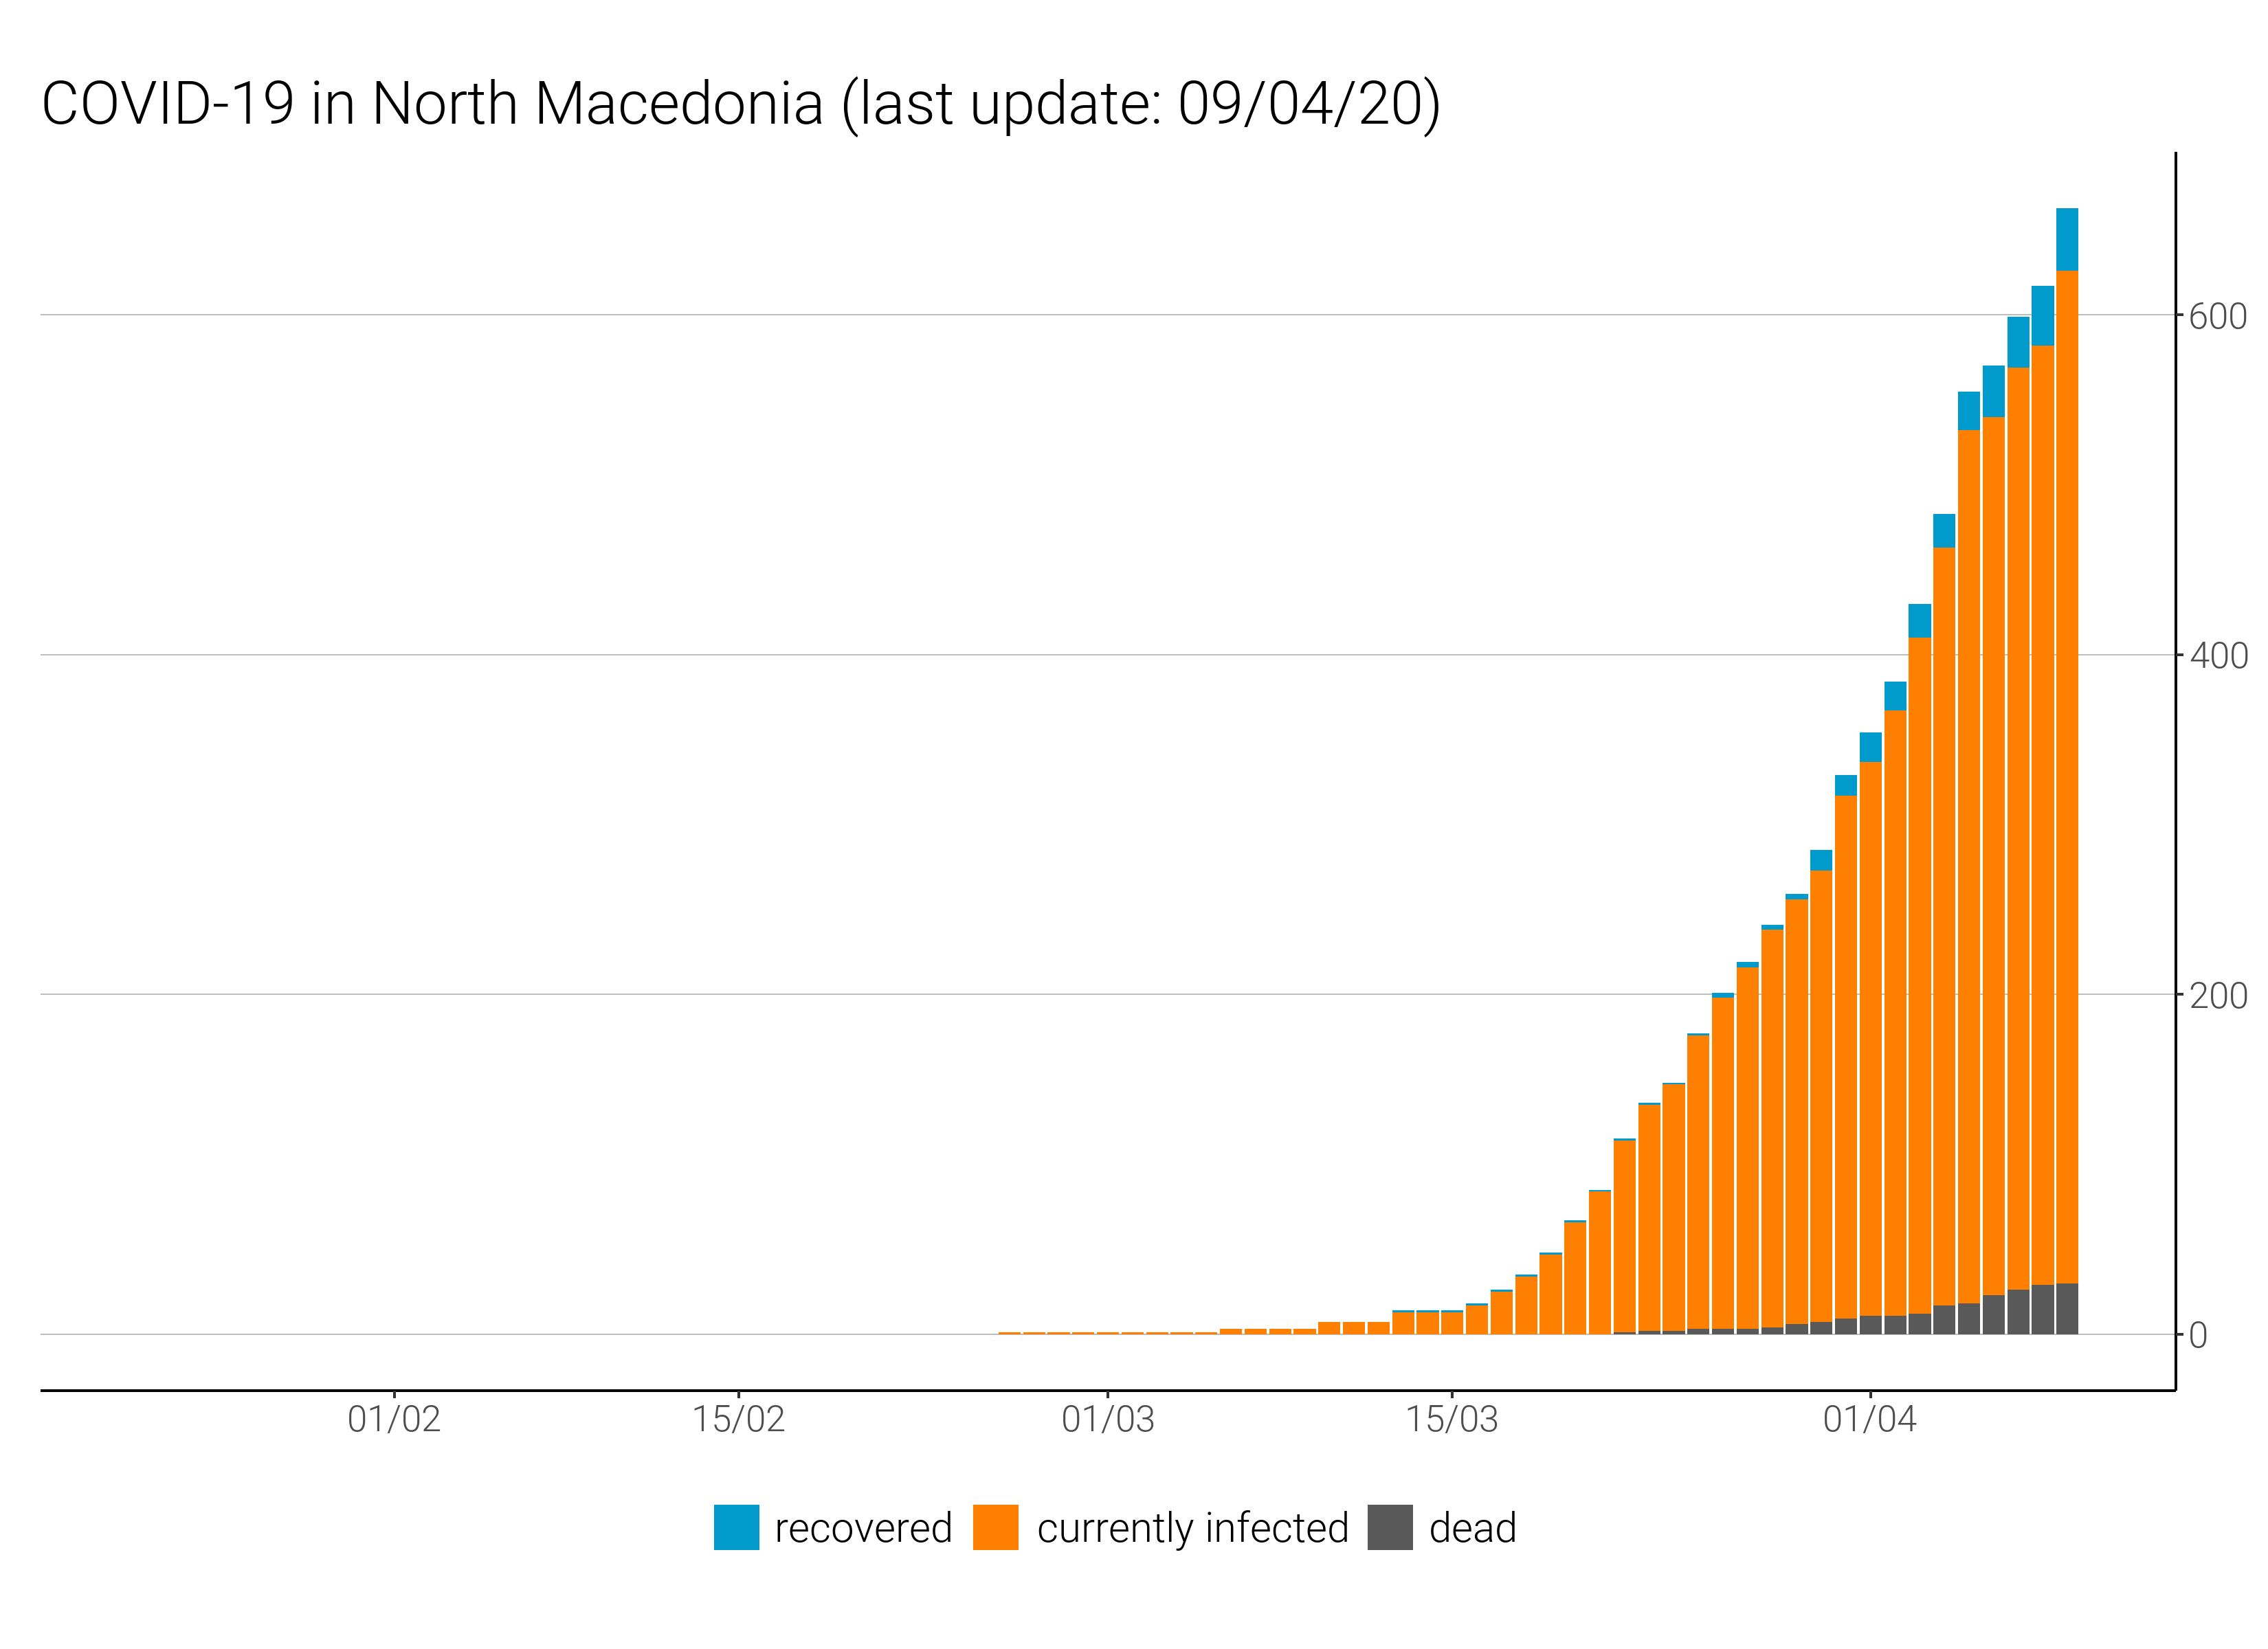 COVID-19 in North Macedonia (last update: 09/04/20)
600
400
200
0
01/02 15/02 01/03 15/03 01/04
recovered currently infected dead